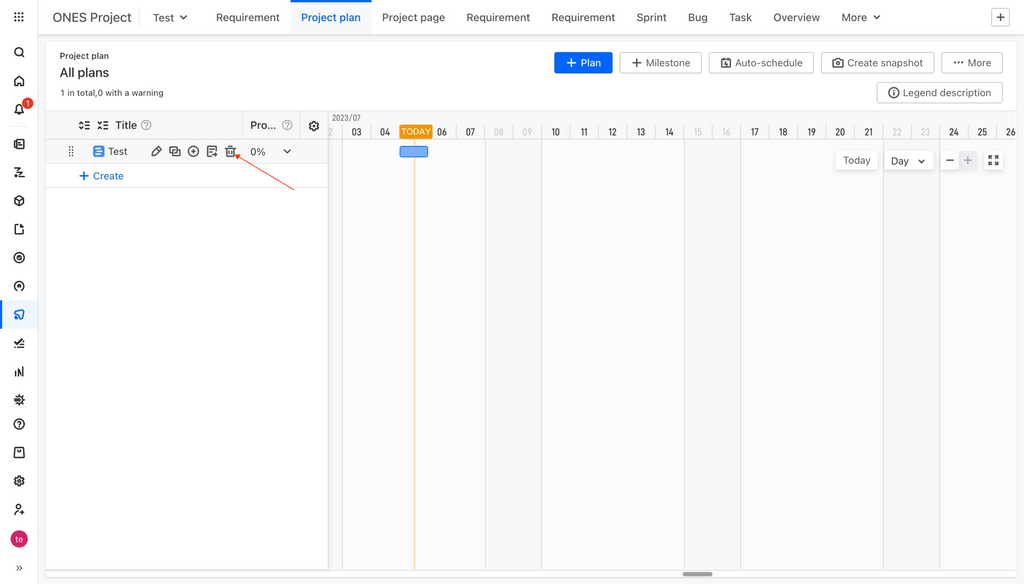 ONES Project
Test
Requirement
Project plan
Project page
Requirement
Requirement
Sprint
Bug
Task
Overview
More
Project plan
All plans
1 in total,0 with a warning
Plan
Milestone
Auto-schedule
Create snapshot
More
Legend description
1
Title
Pro...
2023/07
2 03 04 TODAY 06 07 08 09 10 11 12 13 14 15 16 17 18 19 20 21 22 23 24 25 26
Test
0%
Today
Day
Create
te